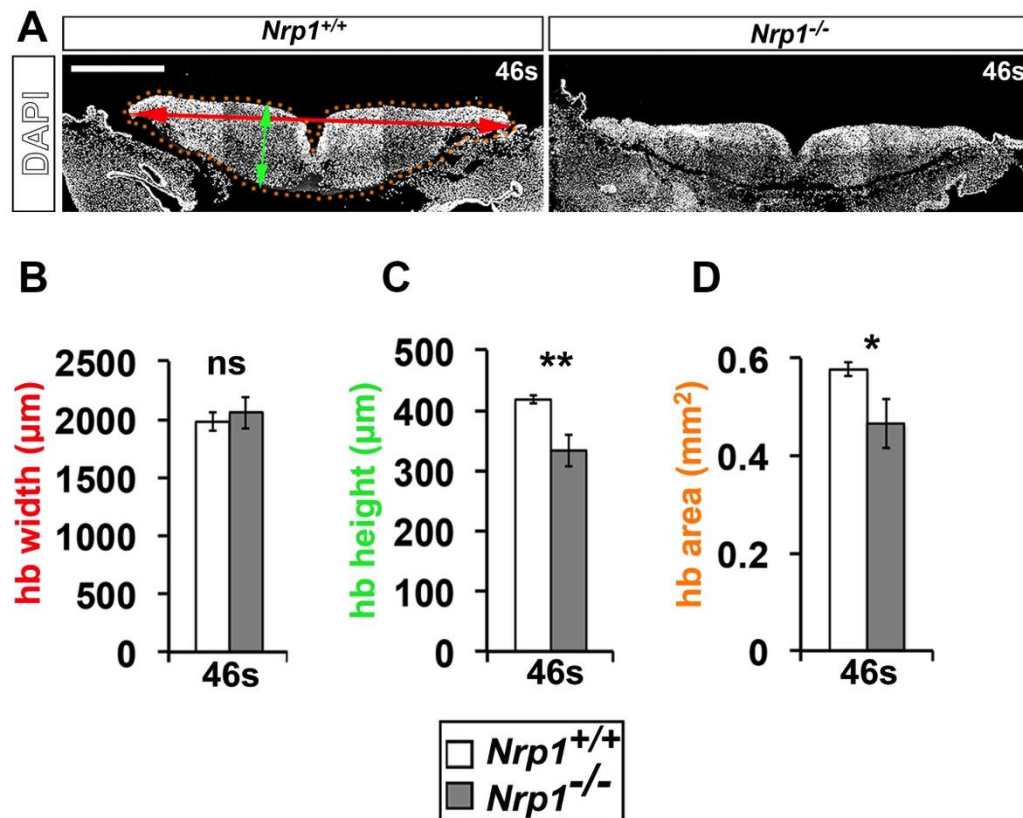 A
Nrp1+/+
Nrp1-/-
DAPI
46s
46s
B
C
D
hb width (µm)
2500
2000
1500
1000
500
0
ns
46s
hb height (µm)
500
400
300
200
100
0
**
46s
hb area (mm²)
0.6
0.4
0.2
0
*
46s
Nrp1+/+
Nrp1-/-